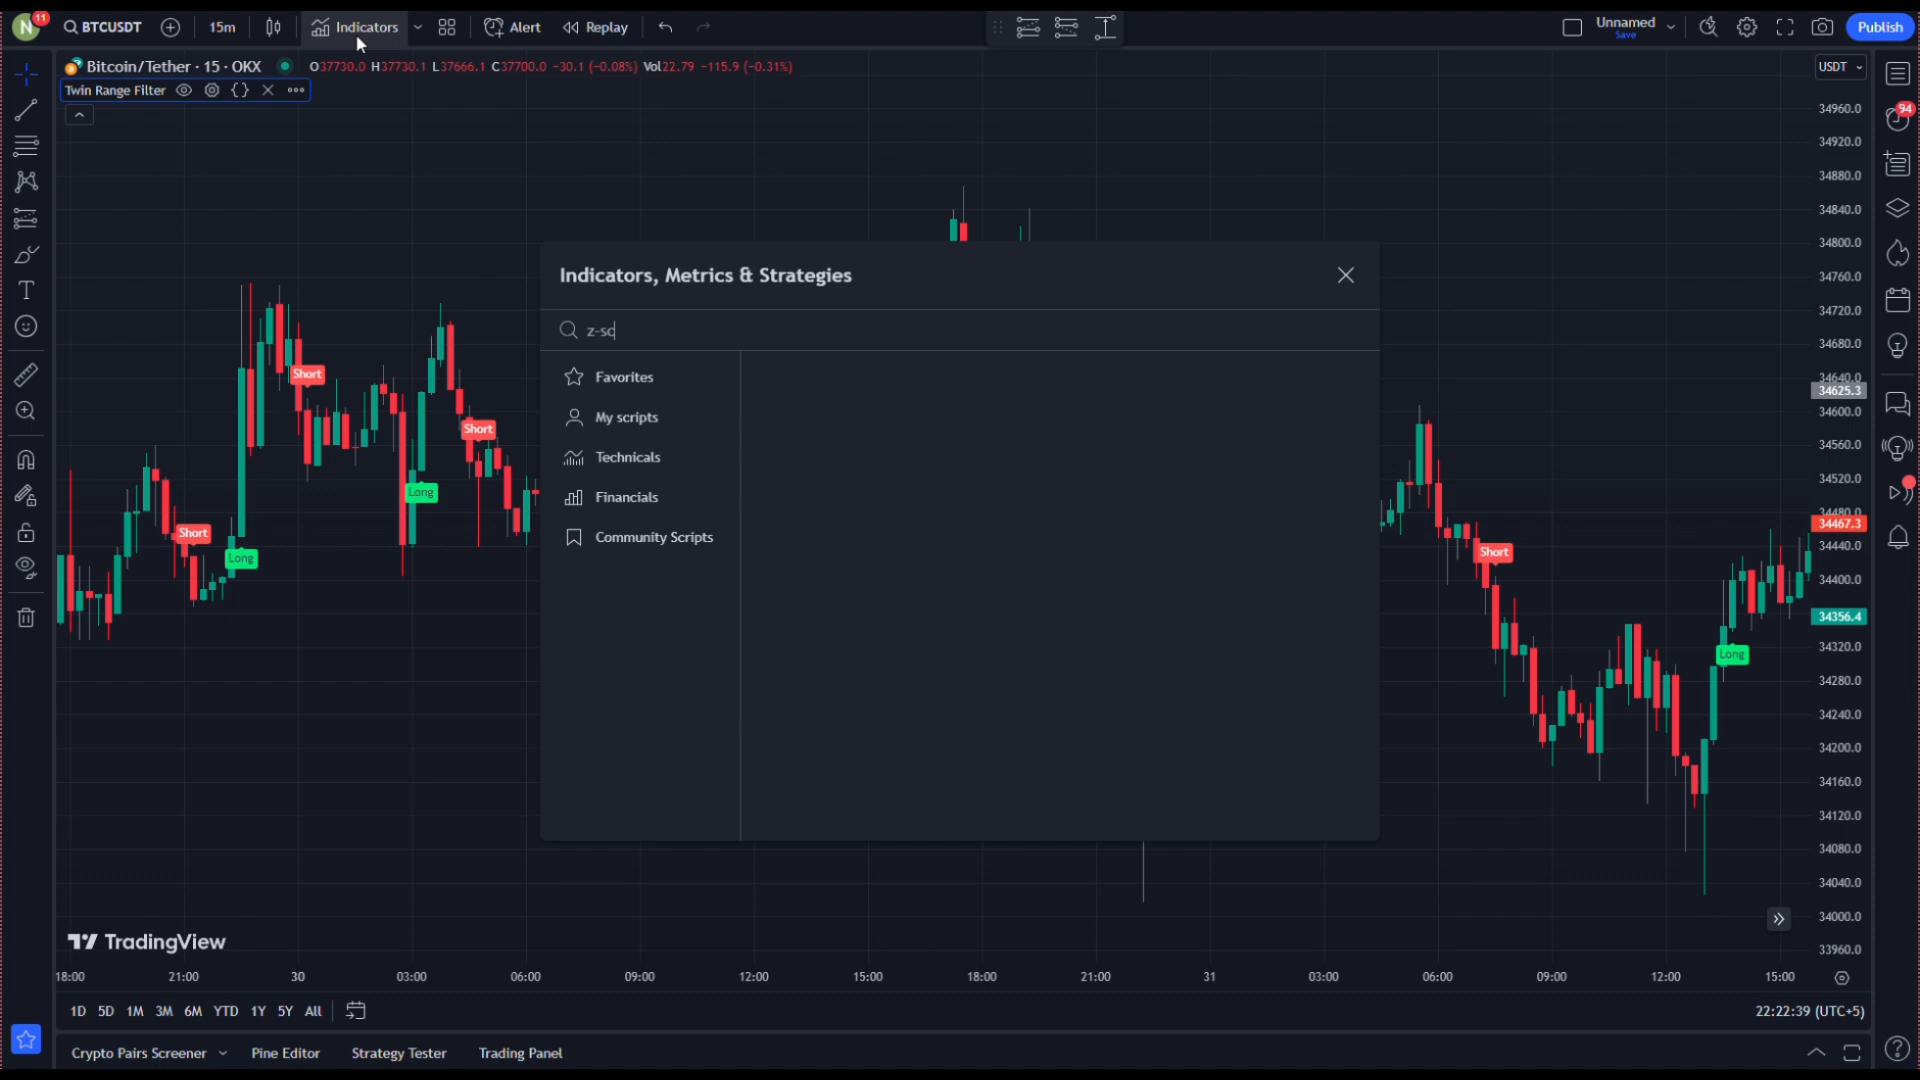 N 11 BTCUSDT 15m Indicators Alert Replay Unnamed Save Publish
Bitcoin/Tether · 15 · OKX O37730.0 H37730.1 L37666.1 C37700.0 -30.1 (-0.08%) Vol22.79 -115.9 (-0.31%) USDT
Twin Range Filter
94
34960.0
34920.0
34880.0
34840.0
34800.0
34760.0
34720.0
34680.0
34640.0
34625.3
34600.0
34560.0
34520.0
34480.0
34467.3
34440.0
34400.0
34356.4
34320.0
34280.0
34240.0
34200.0
34160.0
34120.0
34080.0
34040.0
34000.0
33960.0
Indicators, Metrics & Strategies
z-sc
Favorites
My scripts
Technicals
Financials
Community Scripts
Short
Short
Long
Short
Long
Short
Long
TradingView
18:00 21:00 30 03:00 06:00 09:00 12:00 15:00 18:00 21:00 31 03:00 06:00 09:00 12:00 15:00
1D 5D 1M 3M 6M YTD 1Y 5Y All 22:22:39 (UTC+5)
Crypto Pairs Screener Pine Editor Strategy Tester Trading Panel